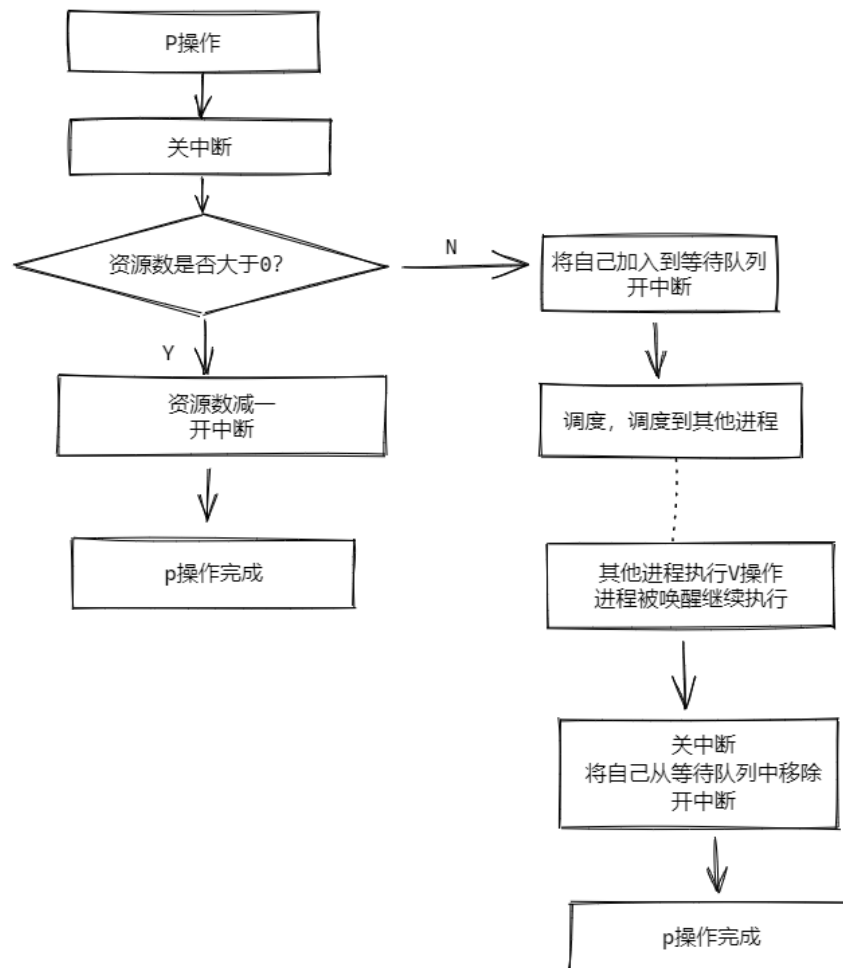 P操作
关中断
资源数是否大于0?
N
将自己加入到等待队列
开中断
Y
资源数减一
开中断
调度，调度到其他进程
p操作完成
其他进程执行V操作
进程被唤醒继续执行
关中断
将自己从等待队列中移除
开中断
p操作完成